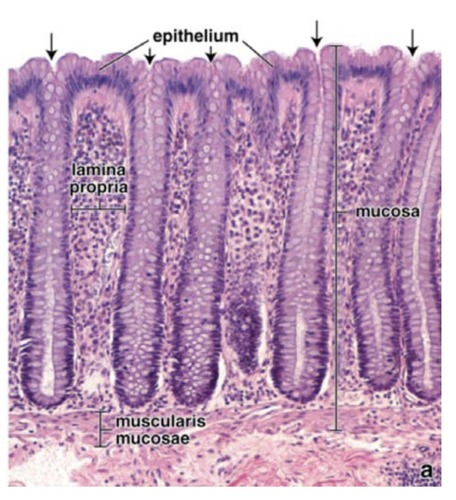 epithelium
lamina
propria
mucosa
muscularis
mucosae
a